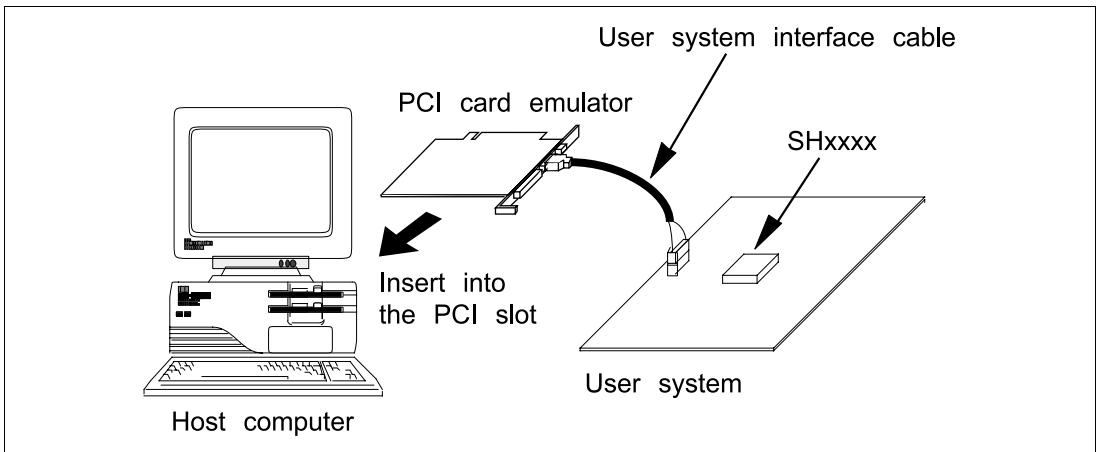 User system interface cable
PCI card emulator
SHxxxx
Insert into
the PCI slot
User system
Host computer